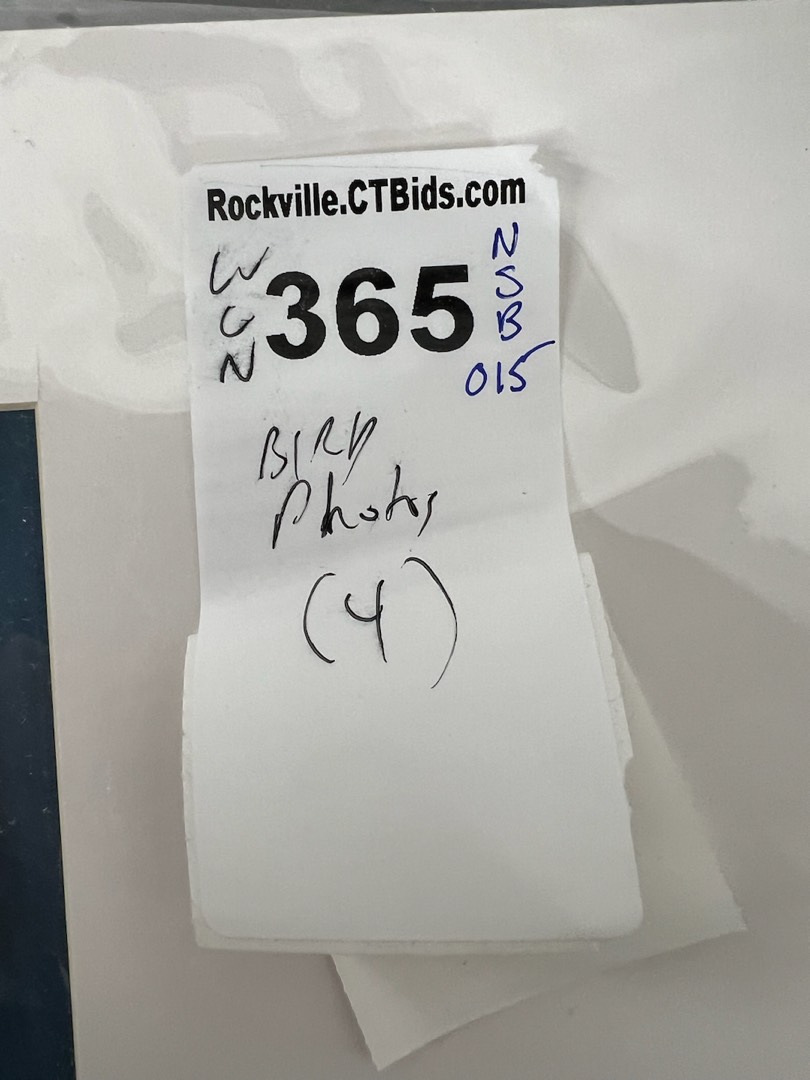 Rockville.CTBids.com
W
G
N
365
N
S
B
015
BIRD
Photos
(4)